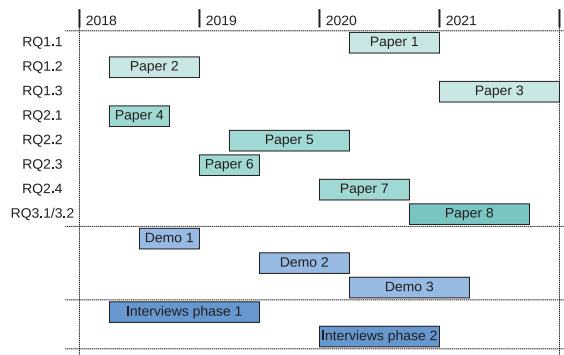 2018 2019 2020 2021
RQ1.1 Paper 1
RQ1.2 Paper 2
RQ1.3 Paper 3
RQ2.1 Paper 4
RQ2.2 Paper 5
RQ2.3 Paper 6
RQ2.4 Paper 7
RQ3.1/3.2 Paper 8
Demo 1
Demo 2
Demo 3
Interviews phase 1
Interviews phase 2